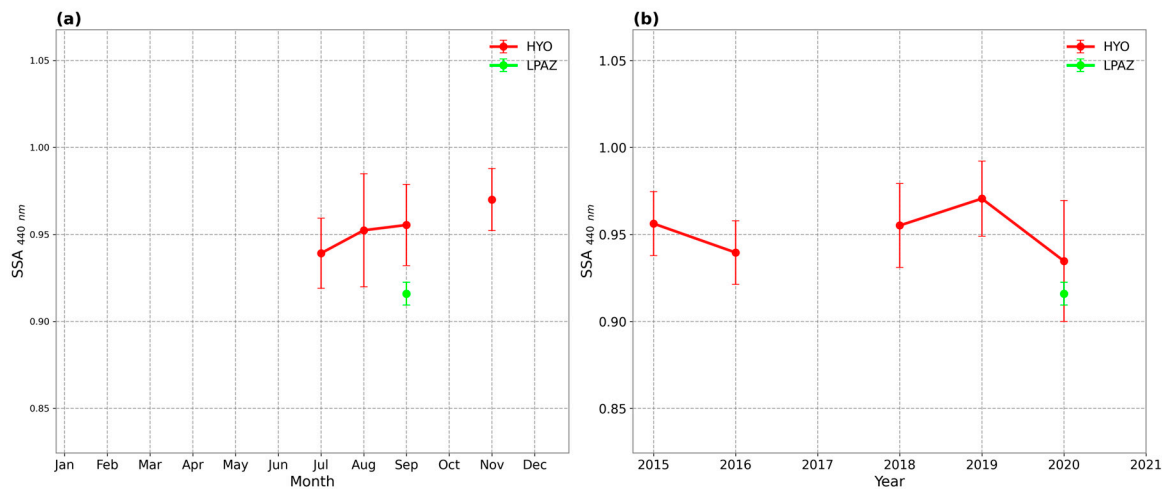 (a)
HYO
LPAZ
1.05
1.00
0.95
0.90
0.85
SSA 440 nm
Jan Feb Mar Apr May Jun Jul Aug Sep Oct Nov Dec
Month
(b)
HYO
LPAZ
1.05
1.00
0.95
0.90
0.85
SSA 440 nm
2015 2016 2017 2018 2019 2020 2021
Year